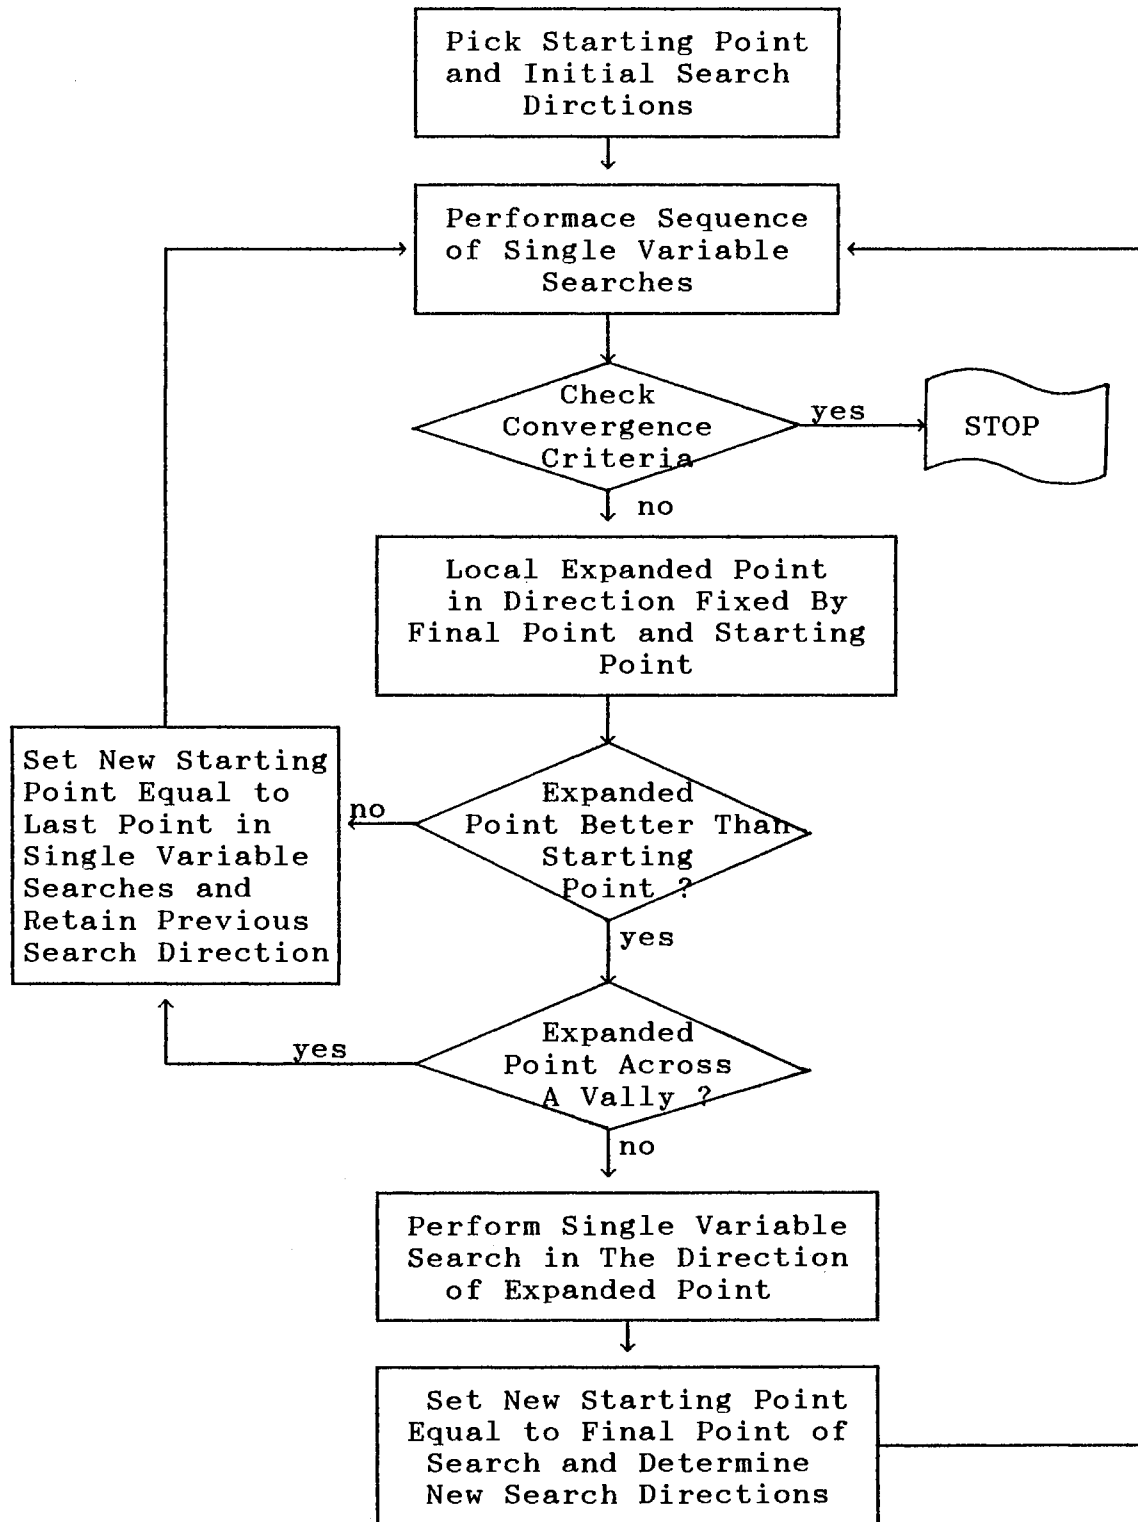 Pick Starting Point
and Initial Search
Dirctions
Performace Sequence
of Single Variable
Searches
Check
Convergence
Criteria
yes
STOP
no
Local Expanded Point
in Direction Fixed By
Final Point and Starting
Point
Set New Starting
Point Equal to
Last Point in
Single Variable
Searches and
Retain Previous
Search Direction
no
Expanded
Point Better Than
Starting
Point ?
yes
Expanded
Point Across
A Vally ?
yes
no
Perform Single Variable
Search in The Direction
of Expanded Point
Set New Starting Point
Equal to Final Point of
Search and Determine
New Search Directions